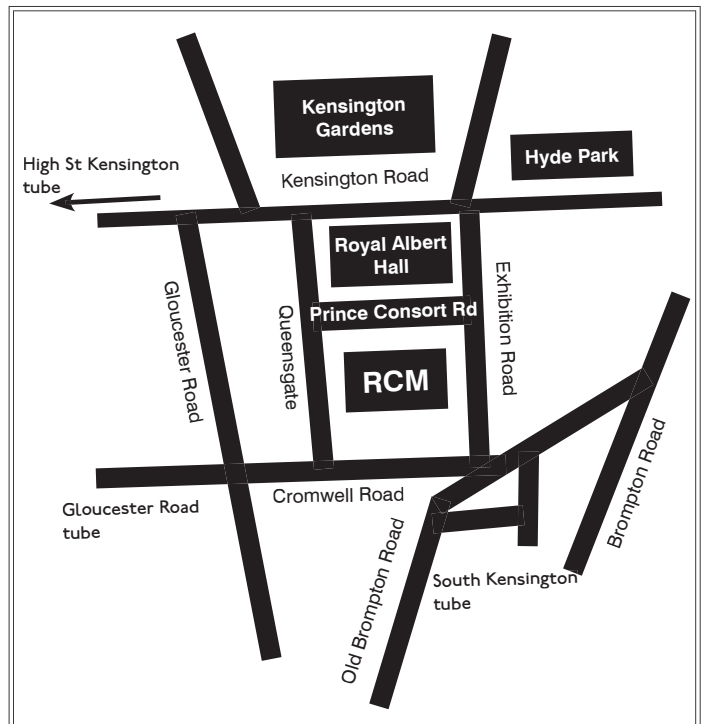 Kensington
Gardens
Hyde Park
High St Kensington
tube
Kensington Road
Royal Albert
Hall
Exhibition Road
Gloucester Road
Queensgate
Prince Consort Rd
RCM
Brompton Road
Cromwell Road
Gloucester Road
tube
Old Brompton Road
South Kensington
tube